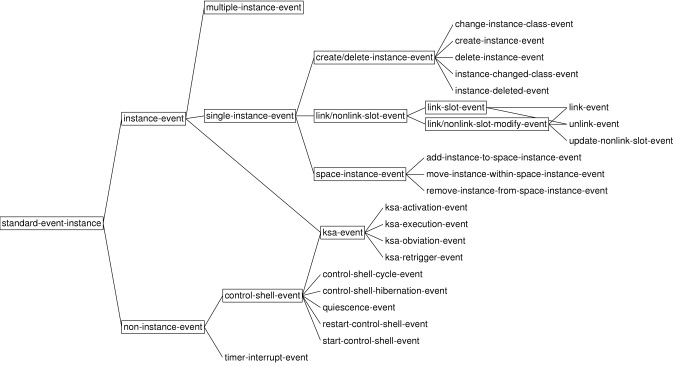 multiple-instance-event
change-instance-class-event
create-instance-event
create/delete-instance-event
delete-instance-event
instance-changed-class-event
instance-deleted-event
link-slot-event
link-event
instance-event
single-instance-event
link/nonlink-slot-event
link/nonlink-slot-modify-event
unlink-event
update-nonlink-slot-event
add-instance-to-space-instance-event
space-instance-event
move-instance-within-space-instance-event
remove-instance-from-space-instance-event
ksa-activation-event
standard-event-instance
ksa-execution-event
ksa-event
ksa-obviation-event
ksa-retrigger-event
control-shell-cycle-event
control-shell-event
control-shell-hibernation-event
quiescence-event
non-instance-event
restart-control-shell-event
start-control-shell-event
timer-interrupt-event